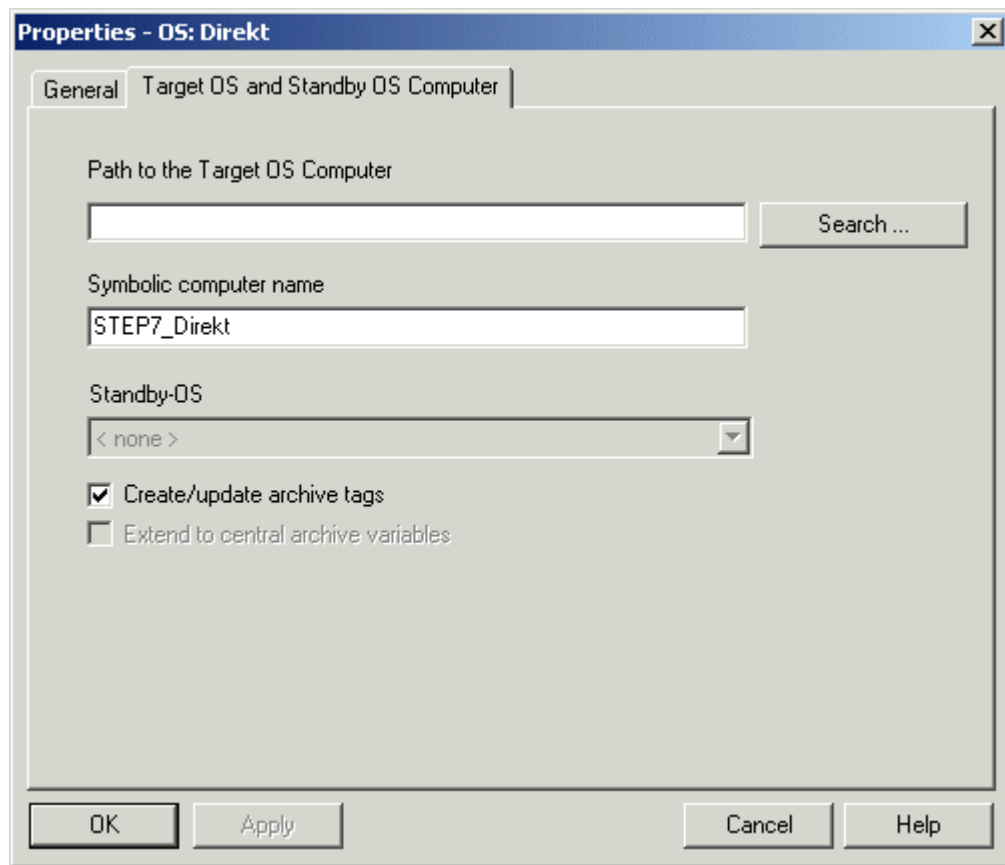 Properties - OS: Direkt
General
Target OS and Standby OS Computer
Path to the Target OS Computer
Search ...
Symbolic computer name
STEP7_Direkt
Standby-OS
< none >
Create/update archive tags
Extend to central archive variables
OK
Apply
Cancel
Help